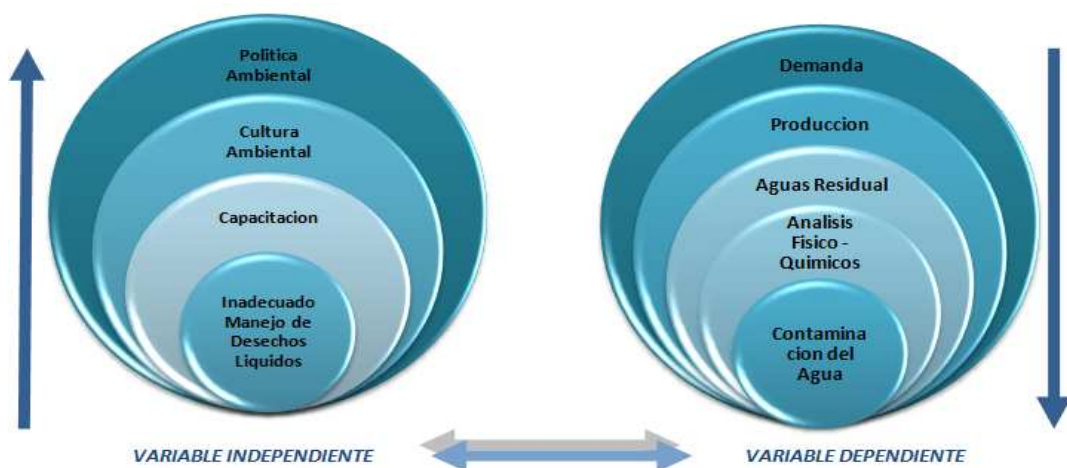 Politica
Ambiental
Cultura
Ambiental
Capacitacion
Inadecuado
Manejo de
Desechos
Liquidos
VARIABLE INDEPENDIENTE
Demanda
Produccion
Aguas Residual
Analisis
Fisico -
Quimicos
Contamina
cion del
Agua
VARIABLE DEPENDIENTE